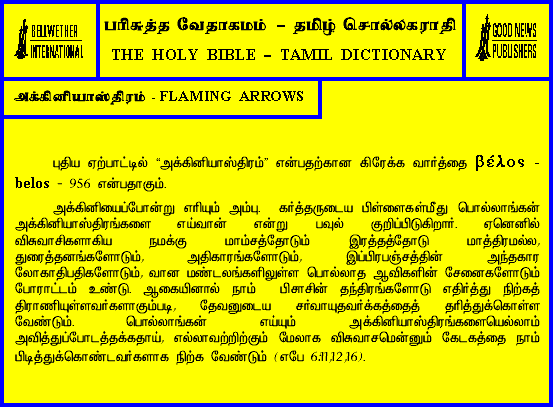 BELLWETHER
INTERNATIONAL
பரிசுத்த வேதாகமம் – தமிழ் சொல்லகராதி
THE HOLY BIBLE – TAMIL DICTIONARY
GOOD NEWS
PUBLISHERS
அக்கினியாஸ்திரம் - FLAMING ARROWS
புதிய ஏற்பாட்டில் “அக்கினியாஸ்திரம்” என்பதற்கான கிரேக்க வார்த்தை βέλος -
belos – 956 என்பதாகும்.
அக்கினியைப்போன்று எரியும் அம்பு. கர்த்தருடைய பிள்ளைகள்மீது பொல்லாங்கன்
அக்கினியாஸ்திரங்களை எய்வான் என்று பவுல் குறிப்பிடுகிறார். ஏனெனில்
விசுவாசிகளாகிய நமக்கு மாம்சத்தோடும் இரத்தத்தோடு மாத்திரமல்ல,
துரைத்தனங்களோடும், அதிகாரங்களோடும், இப்பிரபஞ்சத்தின் அந்தகார
லோகாதிபதிகளோடும், வான மண்டலங்களிலுள்ள பொல்லாத ஆவிகளின் சேனைகளோடும்
போராட்டம் உண்டு. ஆகையினால் நாம் பிசாசின் தந்திரங்களோடு எதிர்த்து நிற்கத்
திராணியுள்ளவர்களாகும்படி, தேவனுடைய சர்வாயுதவர்க்கத்தைத் தரித்துக்கொள்ள
வேண்டும். பொல்லாங்கன் எய்யும் அக்கினியாஸ்திரங்களையெல்லாம்
அவித்துப்போடத்தக்கதாய், எல்லாவற்றிற்கும் மேலாக விசுவாசமென்னும் கேடகத்தை நாம்
பிடித்துக்கொண்டவர்களாக நிற்க வேண்டும் (எபே 6:11,12,16).